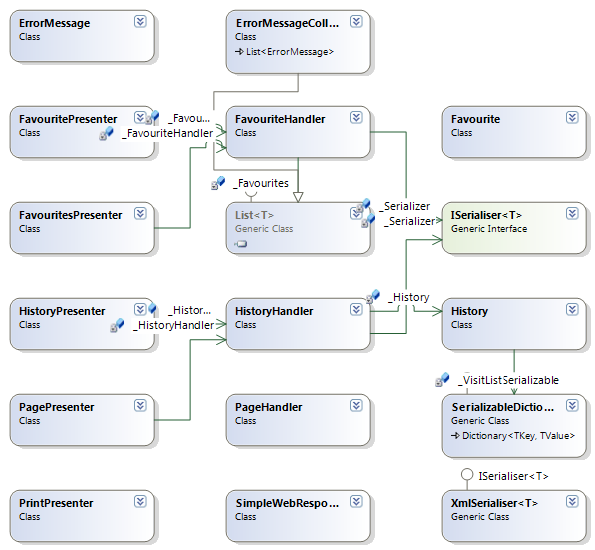 ErrorMessage
Class
ErrorMessageColl...
Class
List<ErrorMessage>
FavouritePresenter
Class
_Favou...
_FavouriteHandler
FavouriteHandler
Class
Favourite
Class
_Favourites
FavouritesPresenter
Class
List<T>
Generic Class
_Serializer
_Serializer
ISerialiser<T>
Generic Interface
HistoryPresenter
Class
_Histor...
_HistoryHandler
HistoryHandler
Class
_History
History
Class
_VisitListSerializable
PagePresenter
Class
PageHandler
Class
SerializableDictio...
Generic Class
Dictionary<TKey, TValue>
ISerialiser<T>
PrintPresenter
Class
SimpleWebRespo...
Class
XmlSerialiser<T>
Generic Class